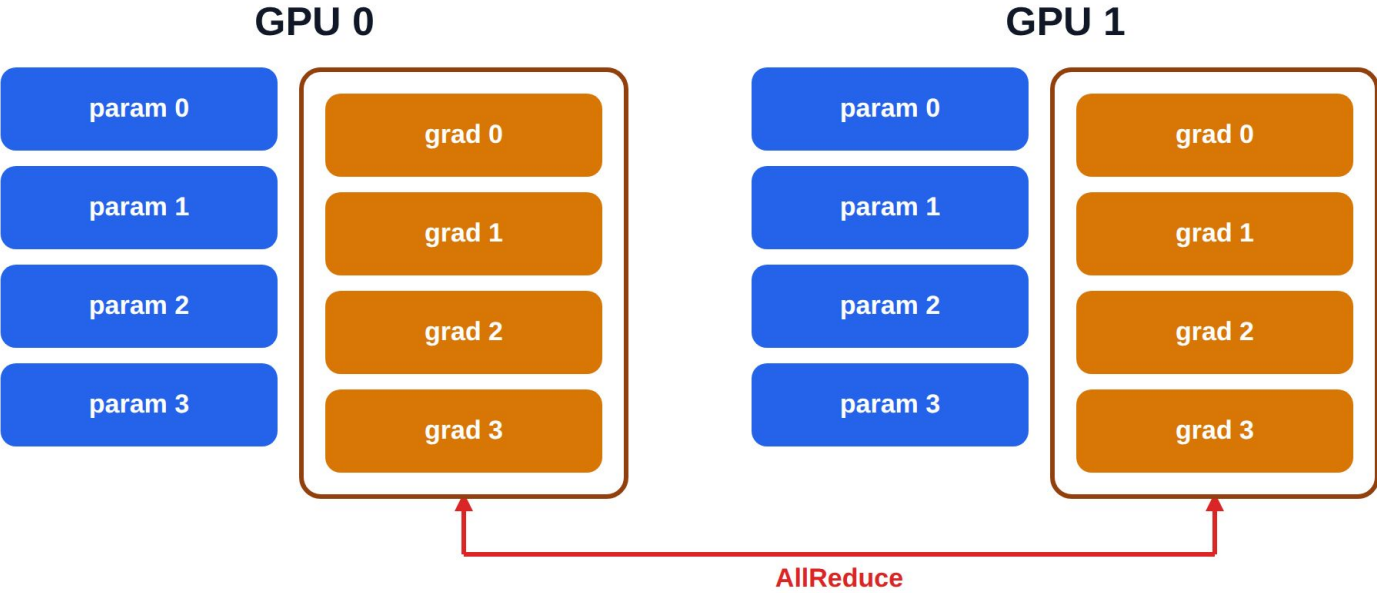 GPU 0
param 0
param 1
param 2
param 3
grad 0
grad 1
grad 2
grad 3
GPU 1
param 0
param 1
param 2
param 3
grad 0
grad 1
grad 2
grad 3
AllReduce